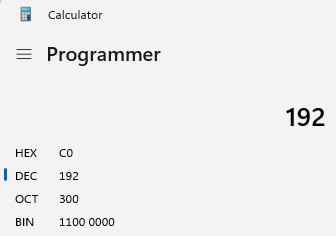 Calculator
Programmer
192
HEX C0
DEC 192
OCT 300
BIN 1100 0000